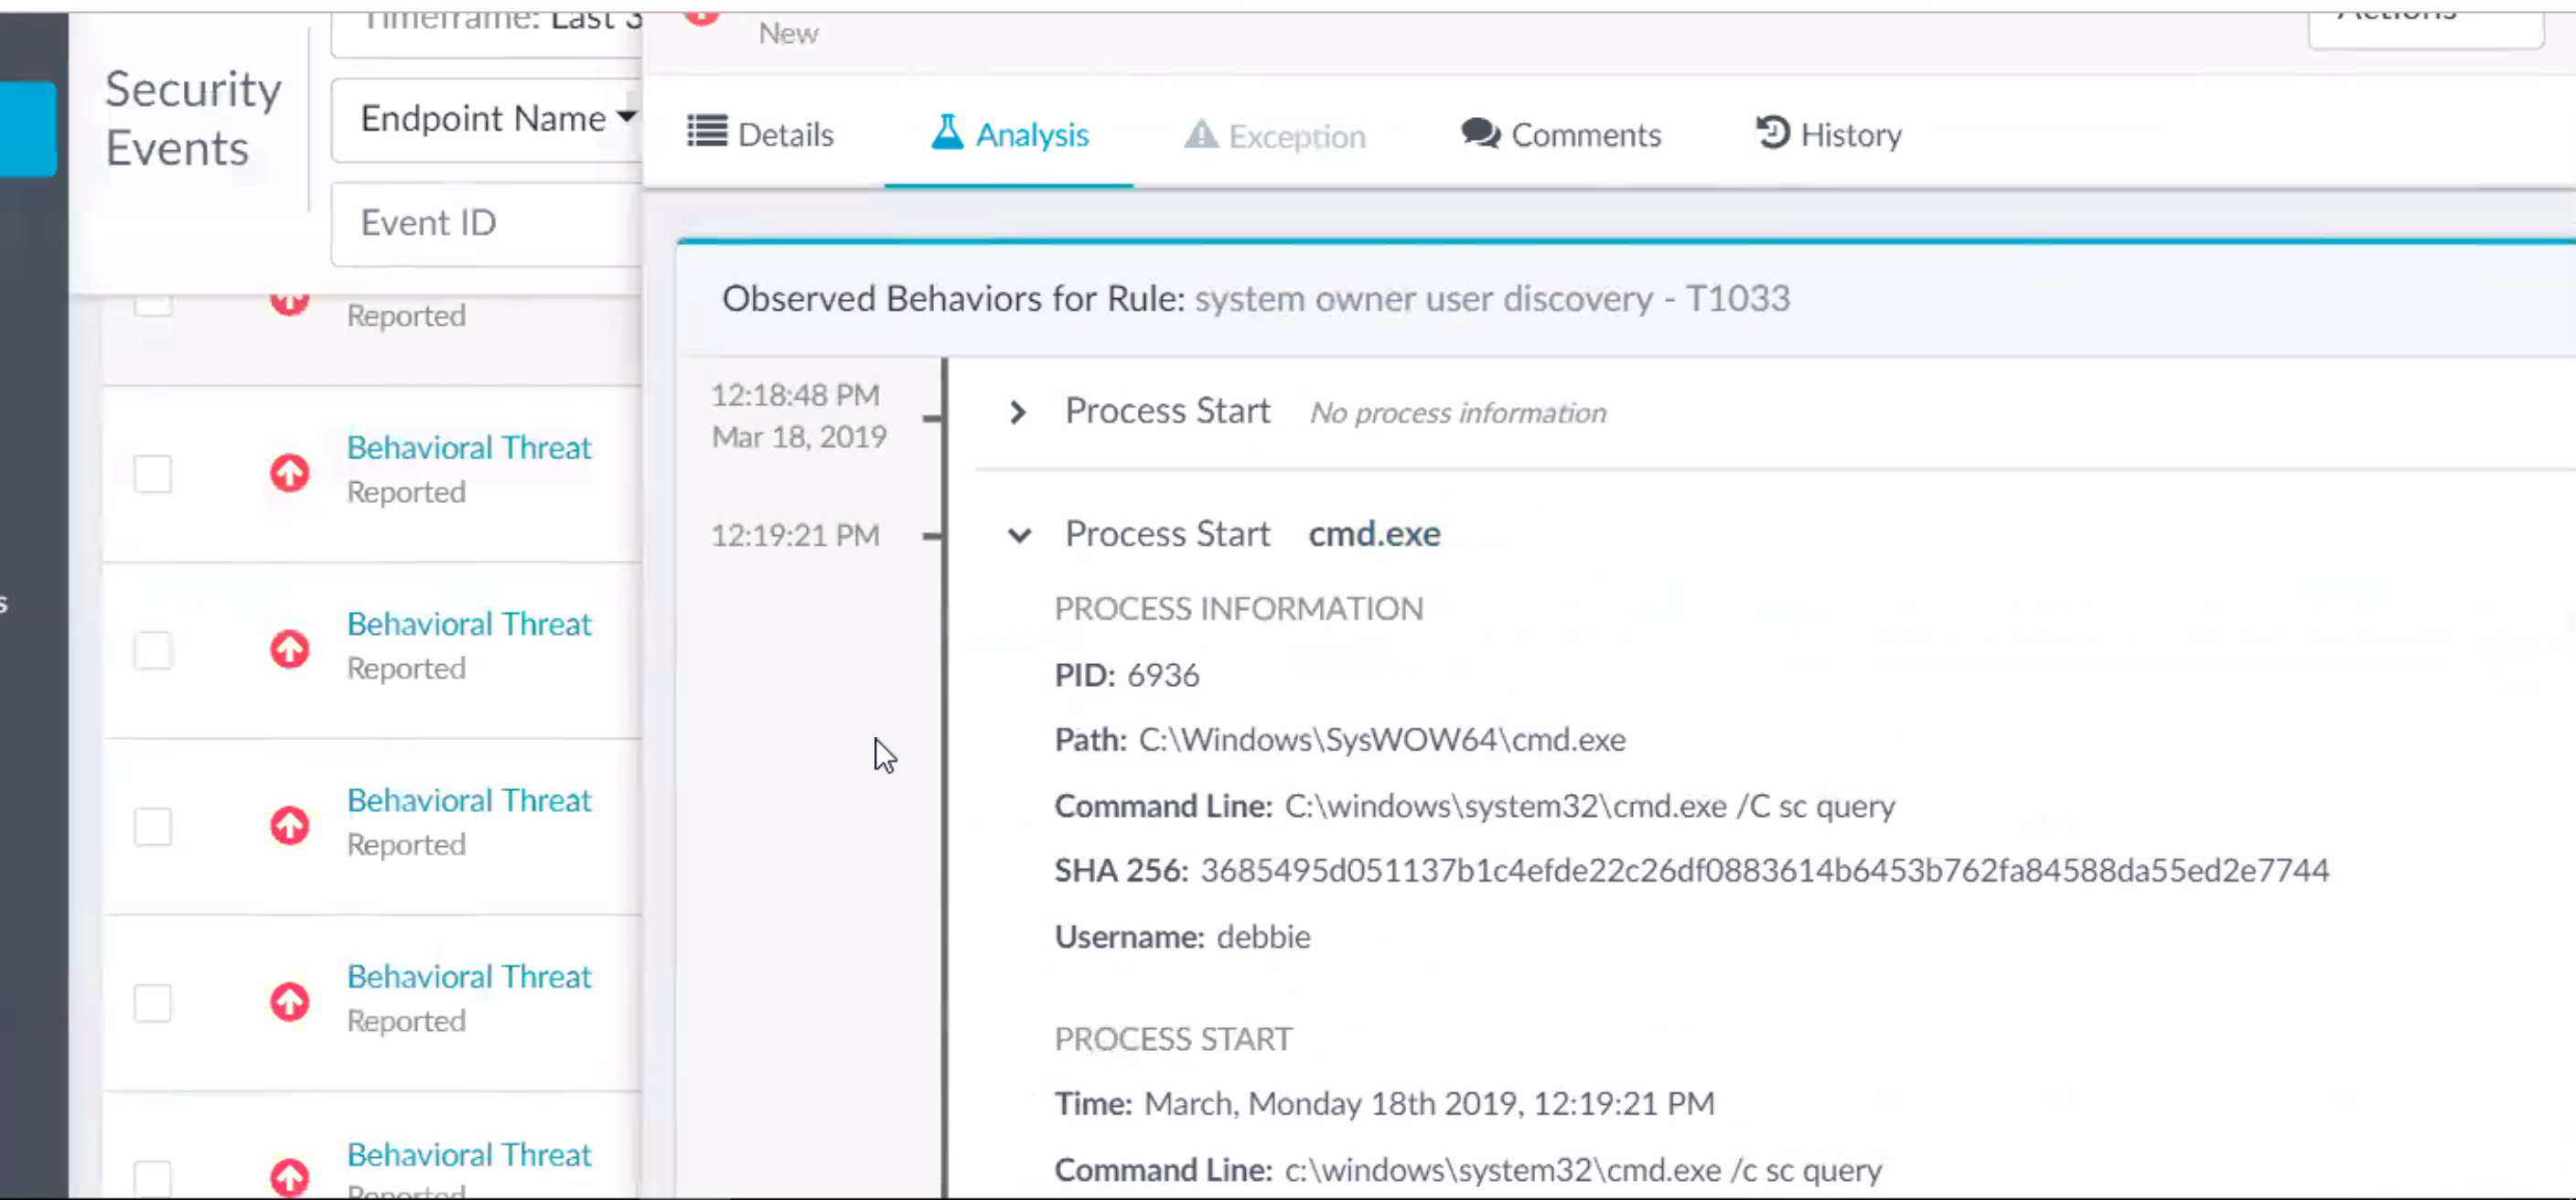 Timeframe: Last 3
Security
Events
Endpoint Name
Event ID
Reported
Behavioral Threat
Reported
Behavioral Threat
Reported
Behavioral Threat
Reported
Behavioral Threat
Reported
Behavioral Threat
Reported
s
New
Actions
Details
Analysis
Exception
Comments
History
Observed Behaviors for Rule: system owner user discovery - T1033
12:18:48 PM
Mar 18, 2019
Process Start No process information
12:19:21 PM
Process Start cmd.exe
PROCESS INFORMATION
PID: 6936
Path: C:\Windows\SysWOW64\cmd.exe
Command Line: C:\windows\system32\cmd.exe /C sc query
SHA 256: 3685495d051137b1c4efde22c26df0883614b6453b762fa84588da55ed2e7744
Username: debbie
PROCESS START
Time: March, Monday 18th 2019, 12:19:21 PM
Command Line: c:\windows\system32\cmd.exe /c sc query